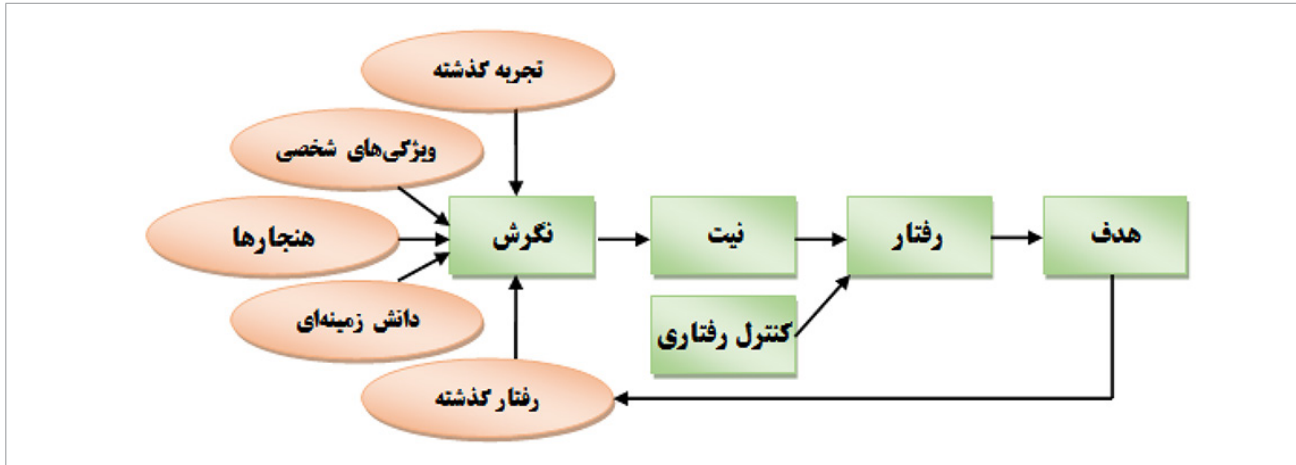 تجربه گذشته
ویژگی‌های شخصی
هنجارها
نگرش
نیت
رفتار
هدف
دانش زمینه‌ای
کنترل رفتاری
رفتار گذشته